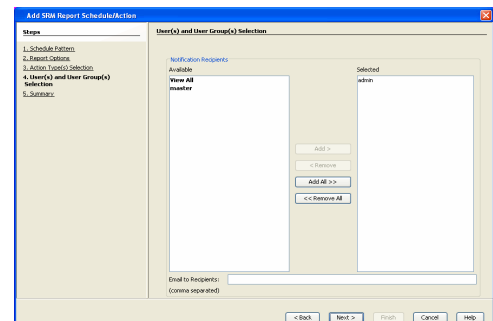 Add SRM Report Schedule/Action
Steps
1. Schedule Pattern
2. Report Options
3. Action Type(s) Selection
4. User(s) and User Group(s)
Selection
5. Summary
User(s) and User Group(s) Selection
Notification Recipients
Available
Selected
View All
master
admin
Add >
< Remove
Add All >>
<< Remove All
Email to Recipients:
(comma separated)
< Back
Next >
Finish
Cancel
Help